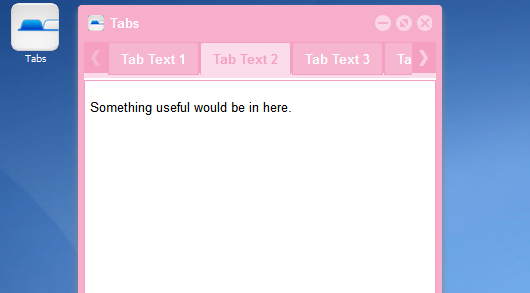 Tabs
Tabs
Tab Text 1 Tab Text 2 Tab Text 3 Ta
Something useful would be in here.